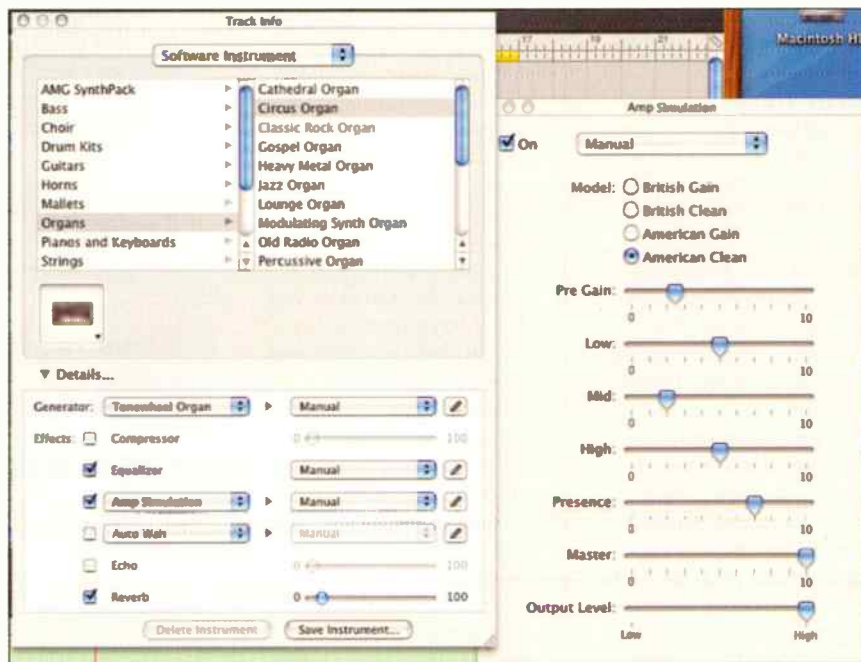 Track Info
Software Instrument
AMG SynthPack
Bass
Choir
Drum Kits
Guitars
Horns
Mallets
Organs
Pianos and Keyboards
Strings
Cathedral Organ
Circus Organ
Classic Rock Organ
Gospel Organ
Heavy Metal Organ
Jazz Organ
Lounge Organ
Modulating Synth Organ
Old Radio Organ
Percussive Organ
Details...
Generator: Tonewheel Organ Manual
Effects: Compressor 0 100
Equalizer Manual
Amp Simulation Manual
Auto Wah Manual
Echo 0 100
Reverb 0 100
Delete Instrument Save Instrument...
17 19 21
Macintosh H
Amp Simulation
On Manual
Model: British Gain
British Clean
American Gain
American Clean
Pre Gain:
0 10
Low:
0 10
Mid:
0 10
High:
0 10
Presence:
0 10
Master:
0 10
Output Level:
Low High